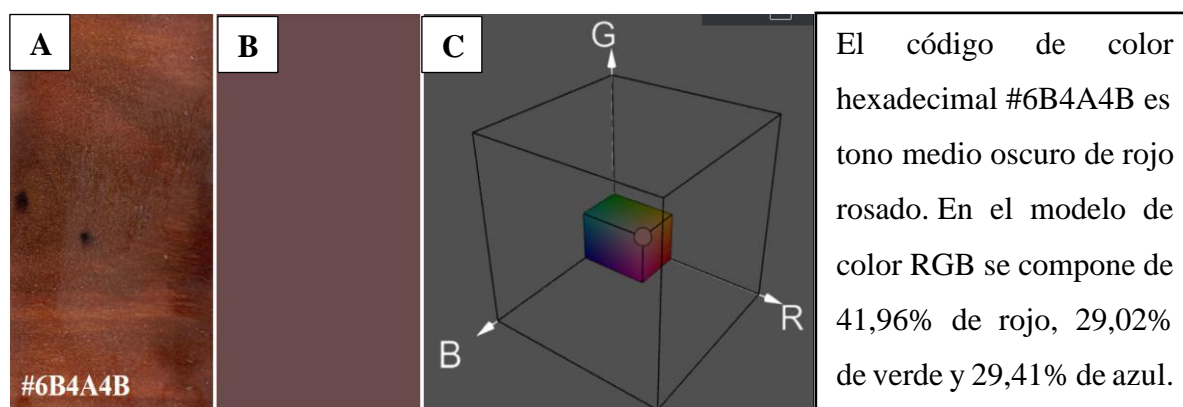 A
B
C
G
R
B
#6B4A4B
El código de color
hexadecimal #6B4A4B es
tono medio oscuro de rojo
rosado. En el modelo de
color RGB se compone de
41,96% de rojo, 29,02%
de verde y 29,41% de azul.